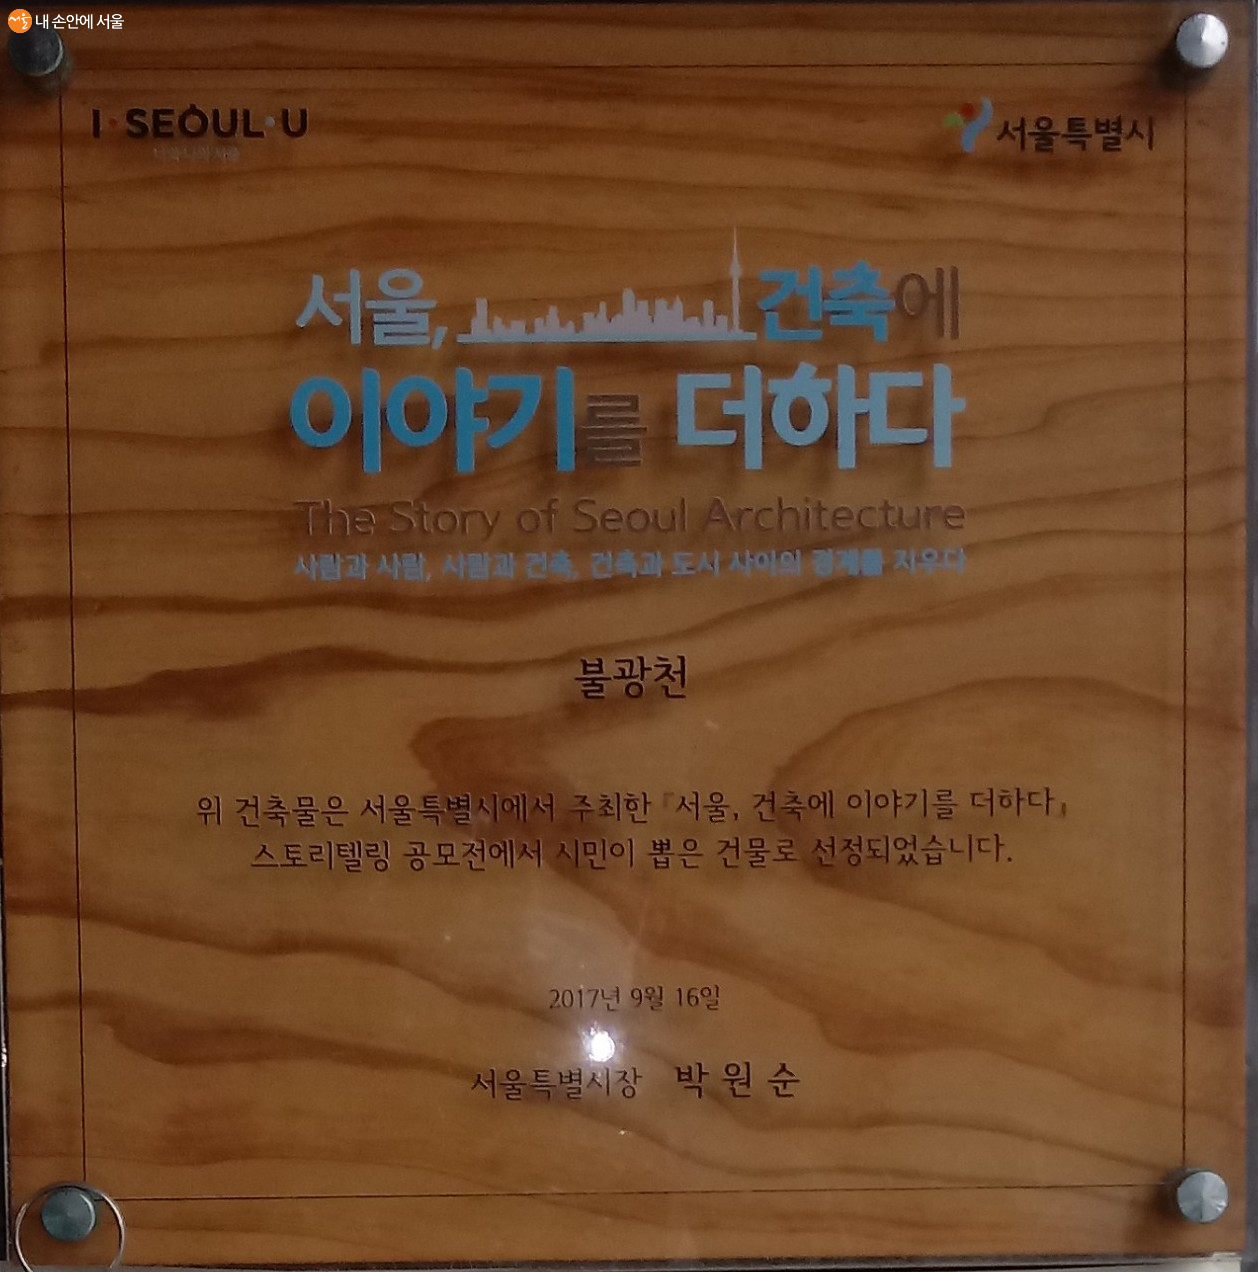 내 손안에 서울
I·SEOUL·U
너와 나의 서울
서울특별시
서울, 건축에
이야기를 더하다
The Story of Seoul Architecture
사람과 사람, 사람과 건축, 건축과 도시 사이의 경계를 지우다
불광천
위 건축물은 서울특별시에서 주최한 『서울, 건축에 이야기를 더하다』
스토리텔링 공모전에서 시민이 뽑은 건물로 선정되었습니다.
2017년 9월 16일
서울특별시장 박 원 순